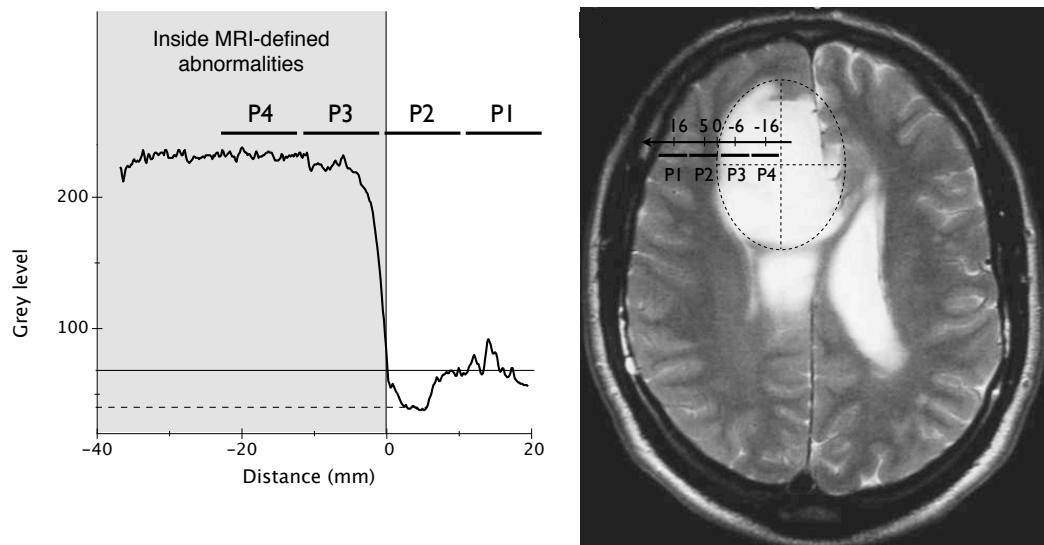 Inside MRI-defined
abnormalities
P4 P3 P2 P1
200
100
Grey level
−40 −20 0 20
Distance (mm)
16 5 0 -6 -16
P1 P2 P3 P4